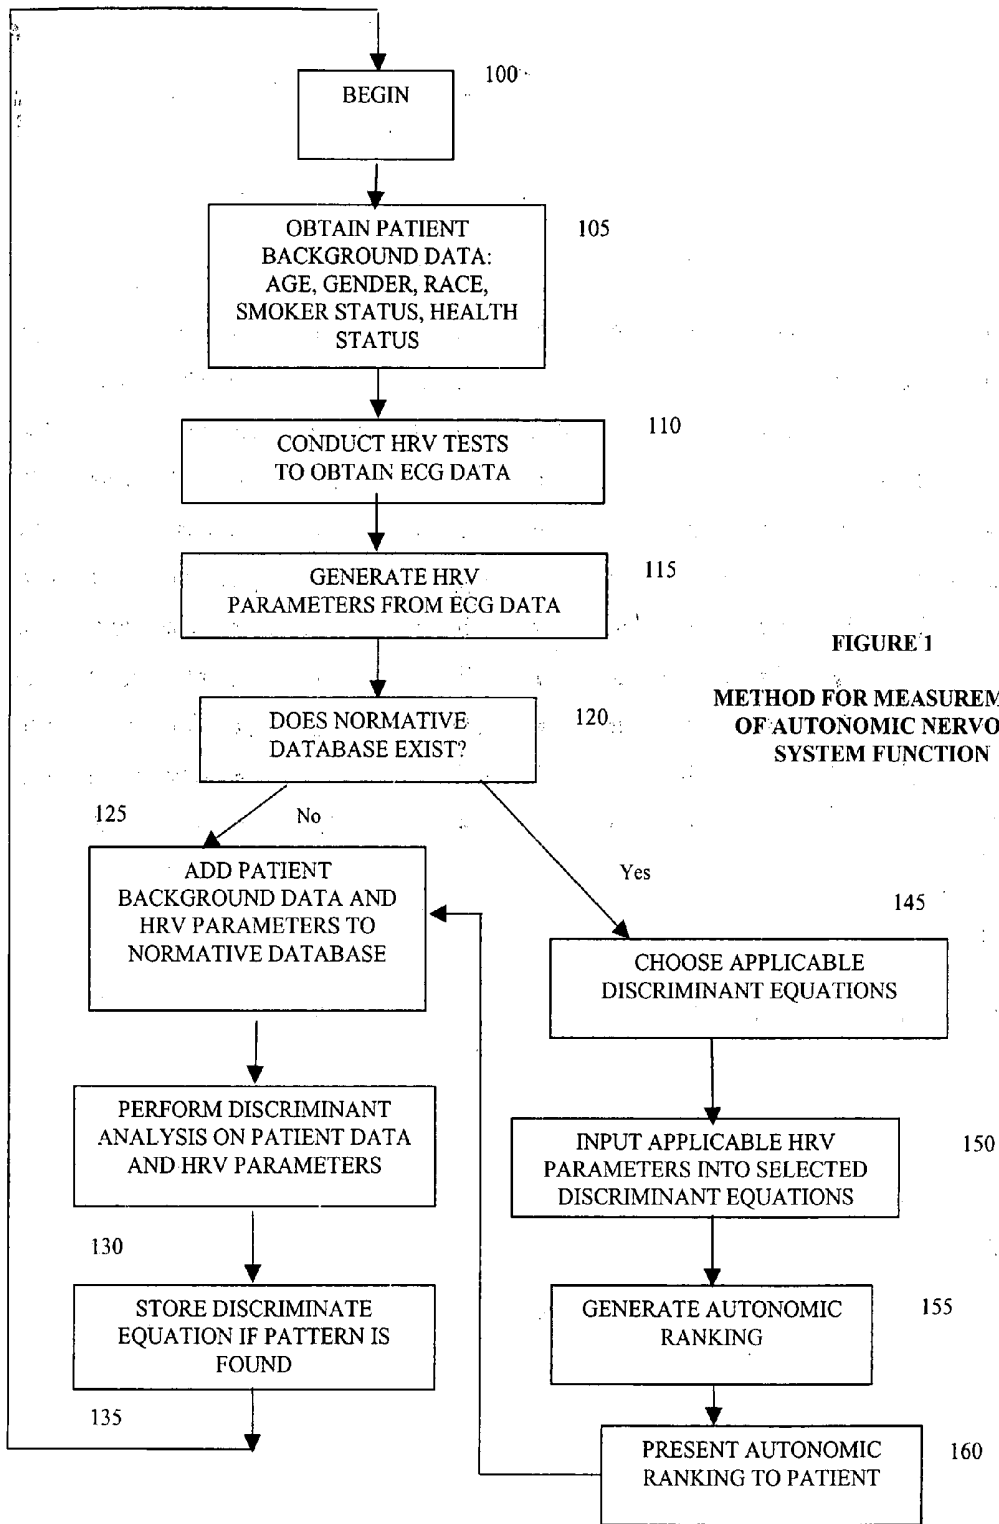 BEGIN
100
OBTAIN PATIENT
BACKGROUND DATA:
AGE, GENDER, RACE,
SMOKER STATUS, HEALTH
STATUS
105
CONDUCT HRV TESTS
TO OBTAIN ECG DATA
110
GENERATE HRV
PARAMETERS FROM ECG DATA
115
FIGURE 1
METHOD FOR MEASUREM
OF AUTONOMIC NERVO
SYSTEM FUNCTION
DOES NORMATIVE
DATABASE EXIST?
120
125
No
Yes
ADD PATIENT
BACKGROUND DATA AND
HRV PARAMETERS TO
NORMATIVE DATABASE
145
CHOOSE APPLICABLE
DISCRIMINANT EQUATIONS
PERFORM DISCRIMINANT
ANALYSIS ON PATIENT DATA
AND HRV PARAMETERS
130
INPUT APPLICABLE HRV
PARAMETERS INTO SELECTED
DISCRIMINANT EQUATIONS
150
STORE DISCRIMINATE
EQUATION IF PATTERN IS
FOUND
135
GENERATE AUTONOMIC
RANKING
155
PRESENT AUTONOMIC
RANKING TO PATIENT
160